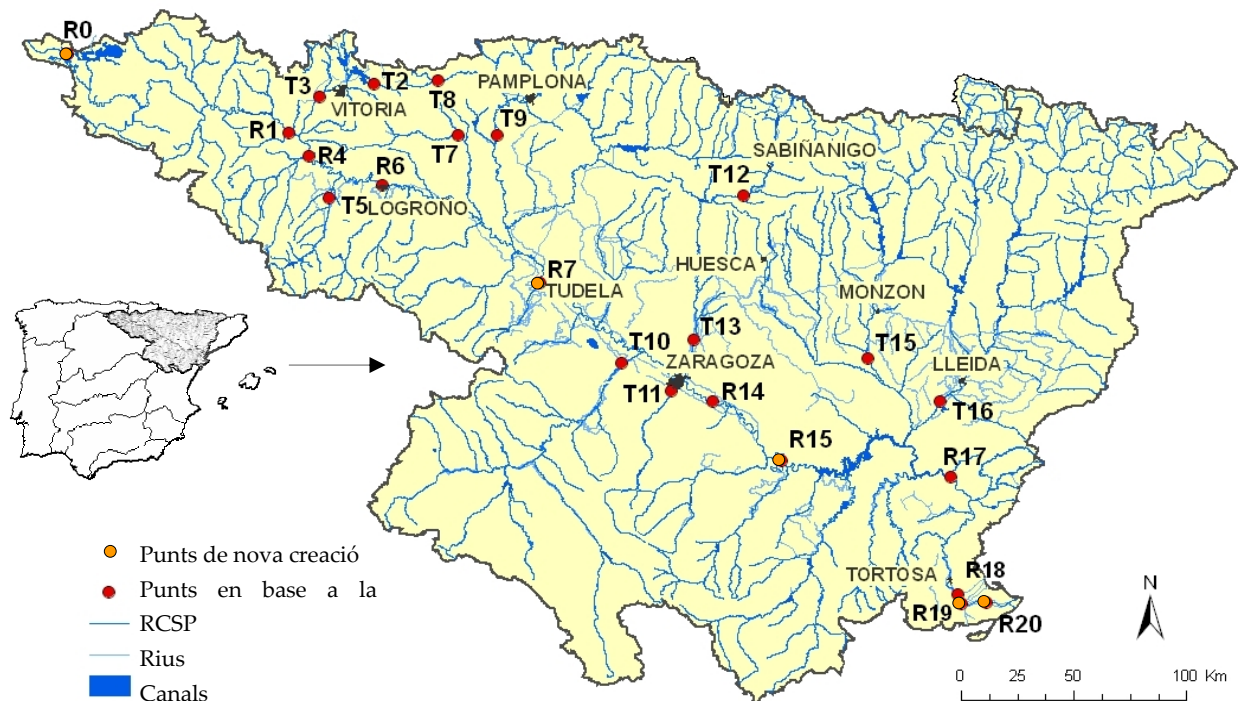 R0
PAMPLONA
T3
T2
T8
VITORIA
R1
T7
T9
R4
SABIÑANIGO
R6
T12
T5
LOGROÑO
HUESCA
R7
TUDELA
MONZON
T13
T10
ZARAGOZA
T15
LLEIDA
T11
R14
T16
R15
R17
TORTOSA
R18
R19
R20
Punts de nova creació
Punts en base a la
RCSP
Rius
Canals
N
0 25 50 100 Km